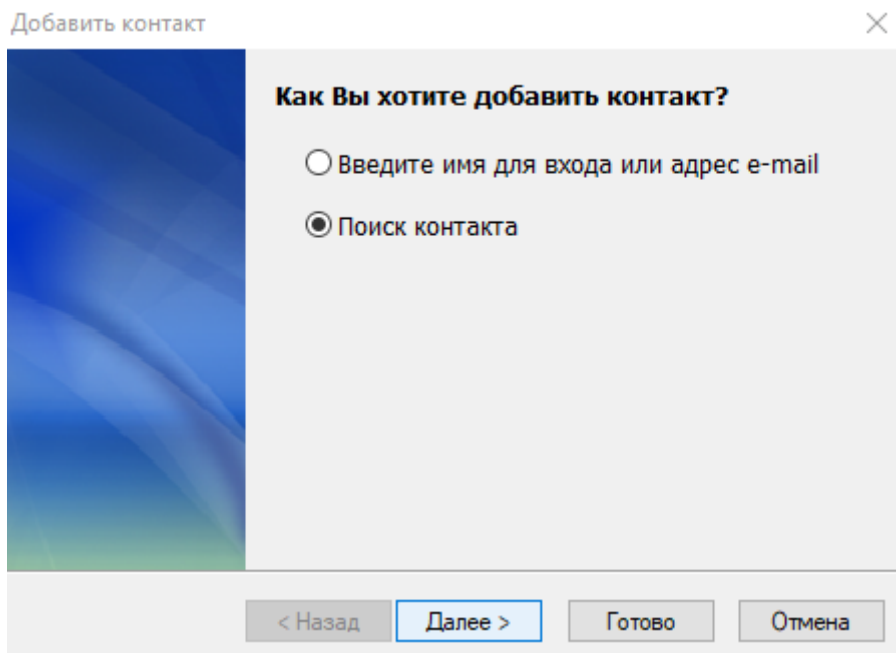 Добавить контакт
Как Вы хотите добавить контакт?
Введите имя для входа или адрес e-mail
Поиск контакта
< Назад
Далее >
Готово
Отмена